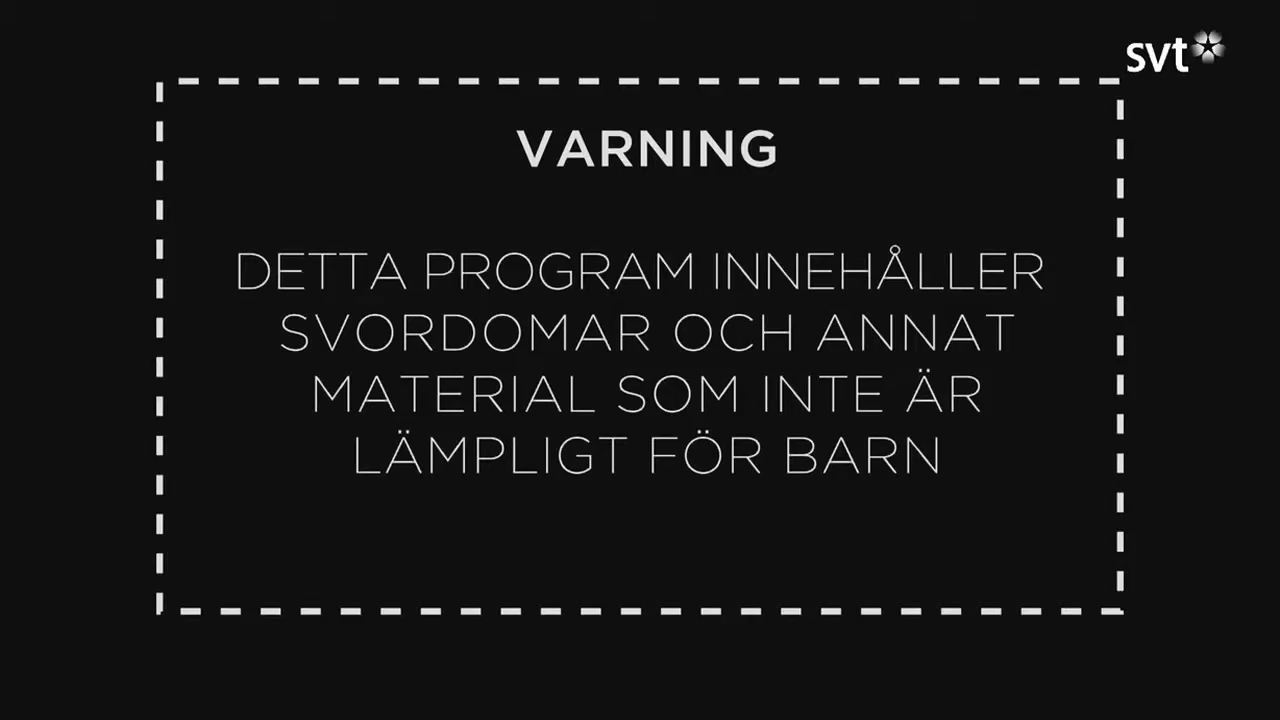 svt
VARNING
DETTA PROGRAM INNEHÅLLER
SVORDOMAR OCH ANNAT
MATERIAL SOM INTE ÄR
LÄMPLIGT FÖR BARN